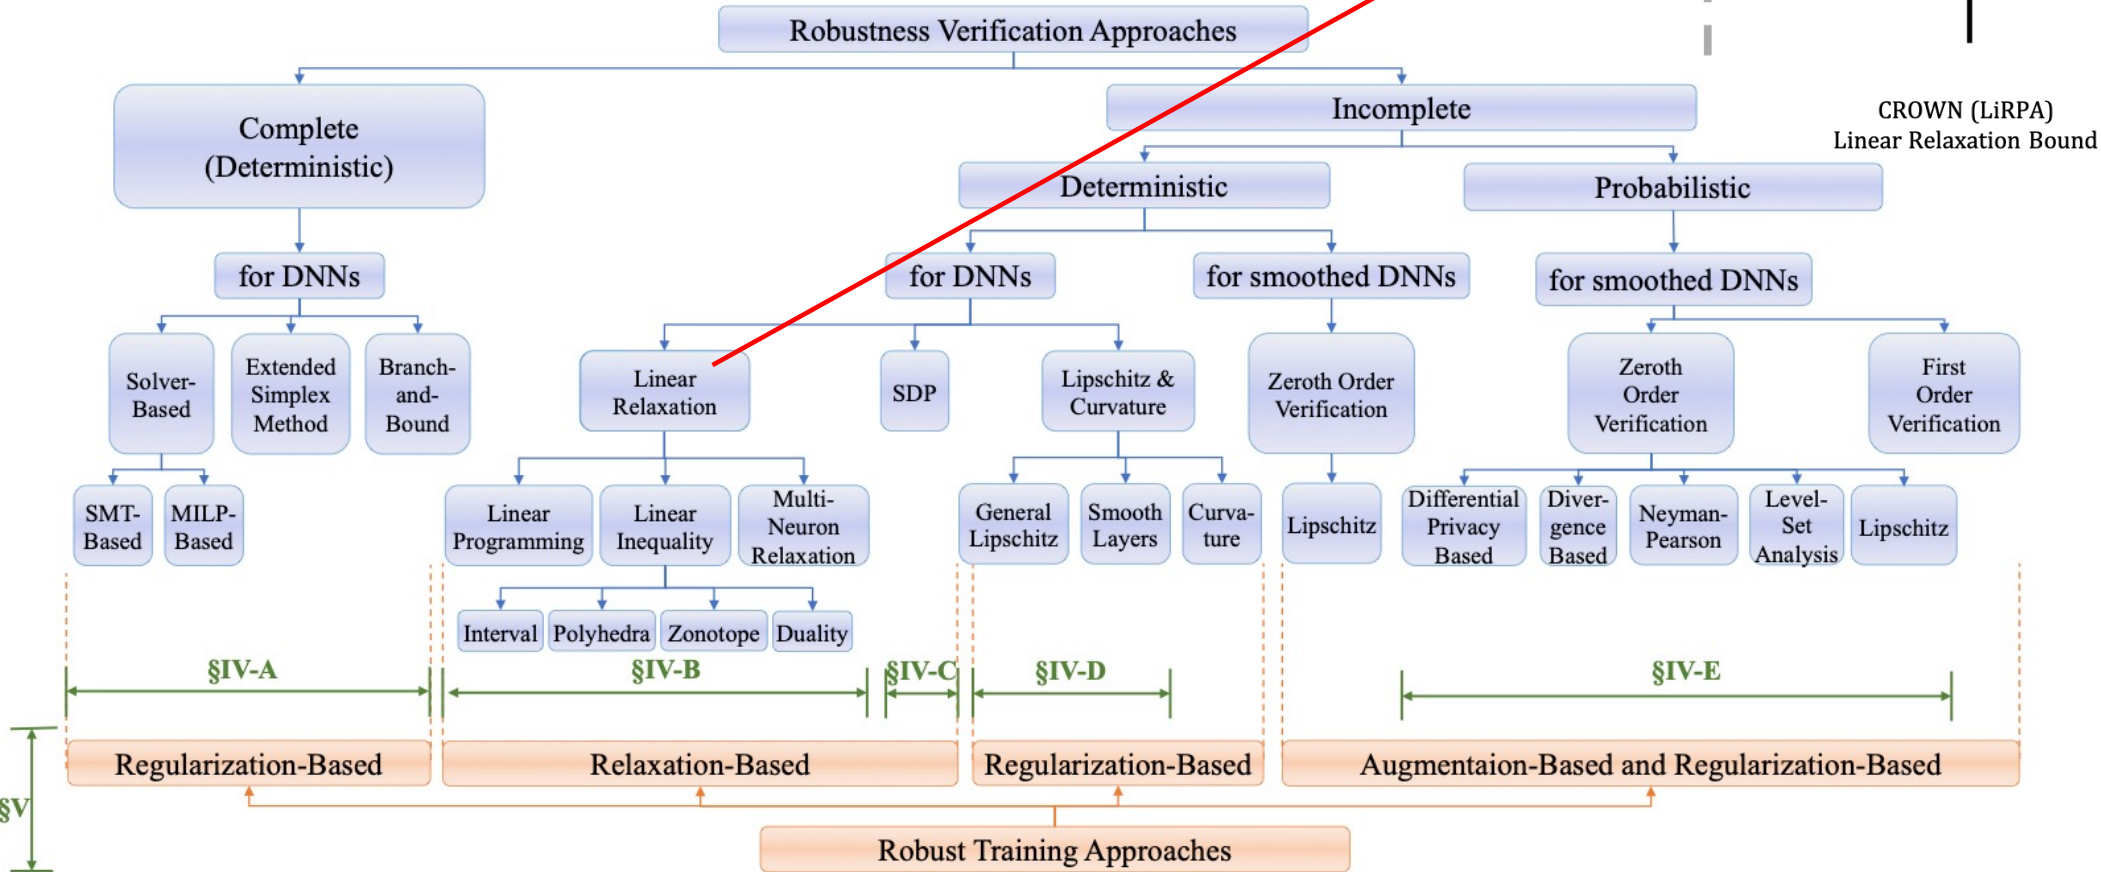 Robustness Verification Approaches
Complete
(Deterministic)
Incomplete
CROWN (LiRPA)
Linear Relaxation Bound
Deterministic
Probabilistic
for DNNs
for DNNs
for smoothed DNNs
for smoothed DNNs
Solver-
Based
Extended
Simplex
Method
Branch-
and-
Bound
Linear
Relaxation
SDP
Lipschitz &
Curvature
Zeroth Order
Verification
Zeroth
Order
Verification
First
Order
Verification
SMT-
Based
MILP-
Based
Linear
Programming
Linear
Inequality
Multi-
Neuron
Relaxation
General
Lipschitz
Smooth
Layers
Curva-
ture
Lipschitz
Differential
Privacy
Based
Diver-
gence
Based
Neyman-
Pearson
Level-
Set
Analysis
Lipschitz
Interval
Polyhedra
Zonotope
Duality
§IV-A
§IV-B
§IV-C
§IV-D
§IV-E
§V
Regularization-Based
Relaxation-Based
Regularization-Based
Augmentaion-Based and Regularization-Based
Robust Training Approaches